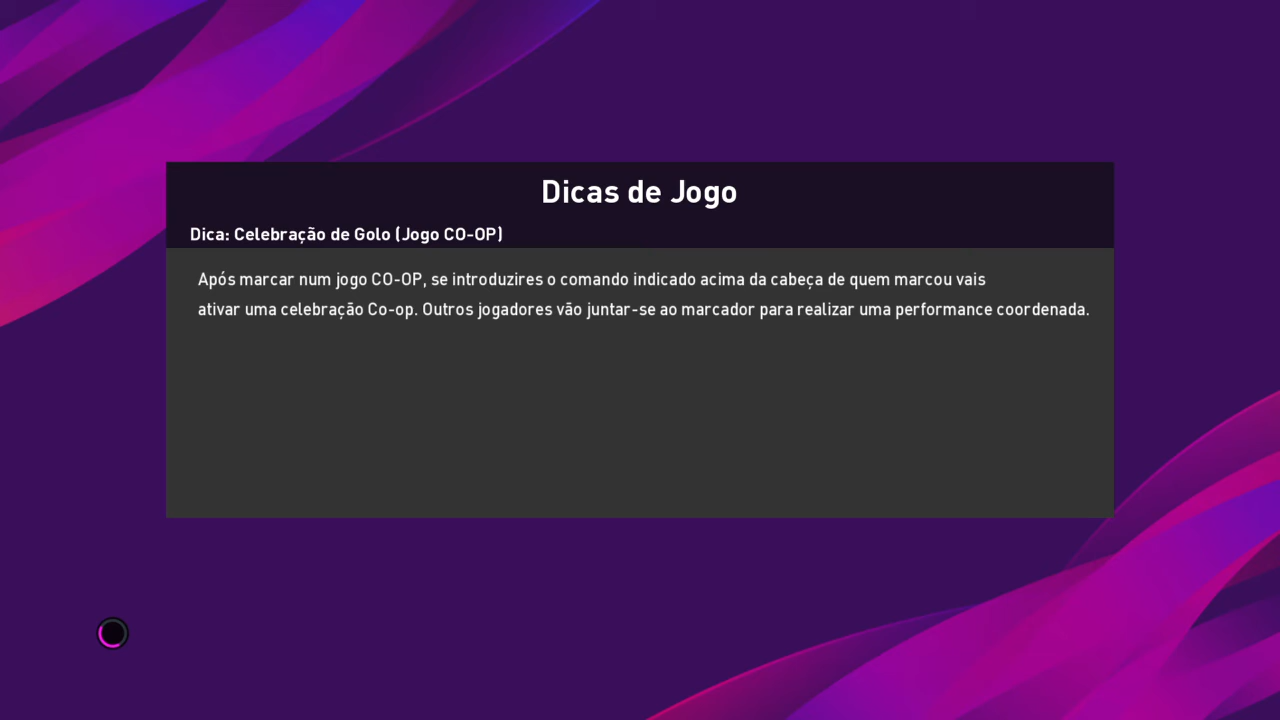 Dicas de Jogo
Dica: Celebração de Golo (Jogo CO-OP)
Após marcar num jogo CO-OP, se introduzires o comando indicado acima da cabeça de quem marcou vais
ativar uma celebração Co-op. Outros jogadores vão juntar-se ao marcador para realizar uma performance coordenada.